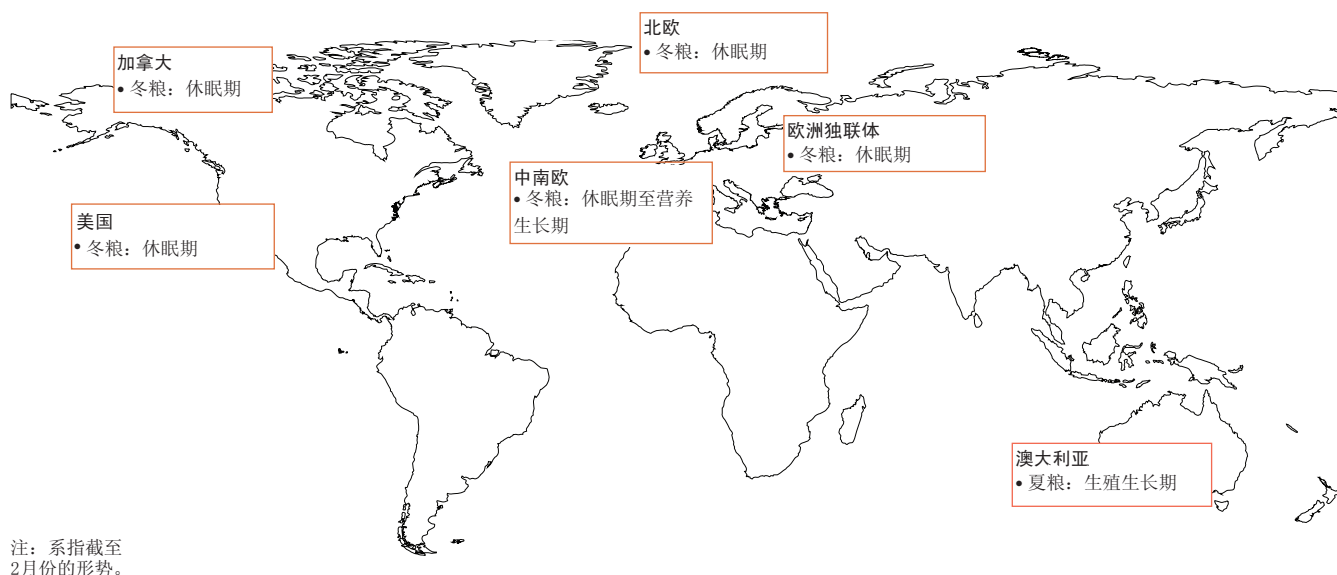 北欧
• 冬粮：休眠期
加拿大
• 冬粮：休眠期
欧洲独联体
• 冬粮：休眠期
中南欧
• 冬粮：休眠期至营养
生长期
美国
• 冬粮：休眠期
澳大利亚
• 夏粮：生殖生长期
注：系指截至
2月份的形势。